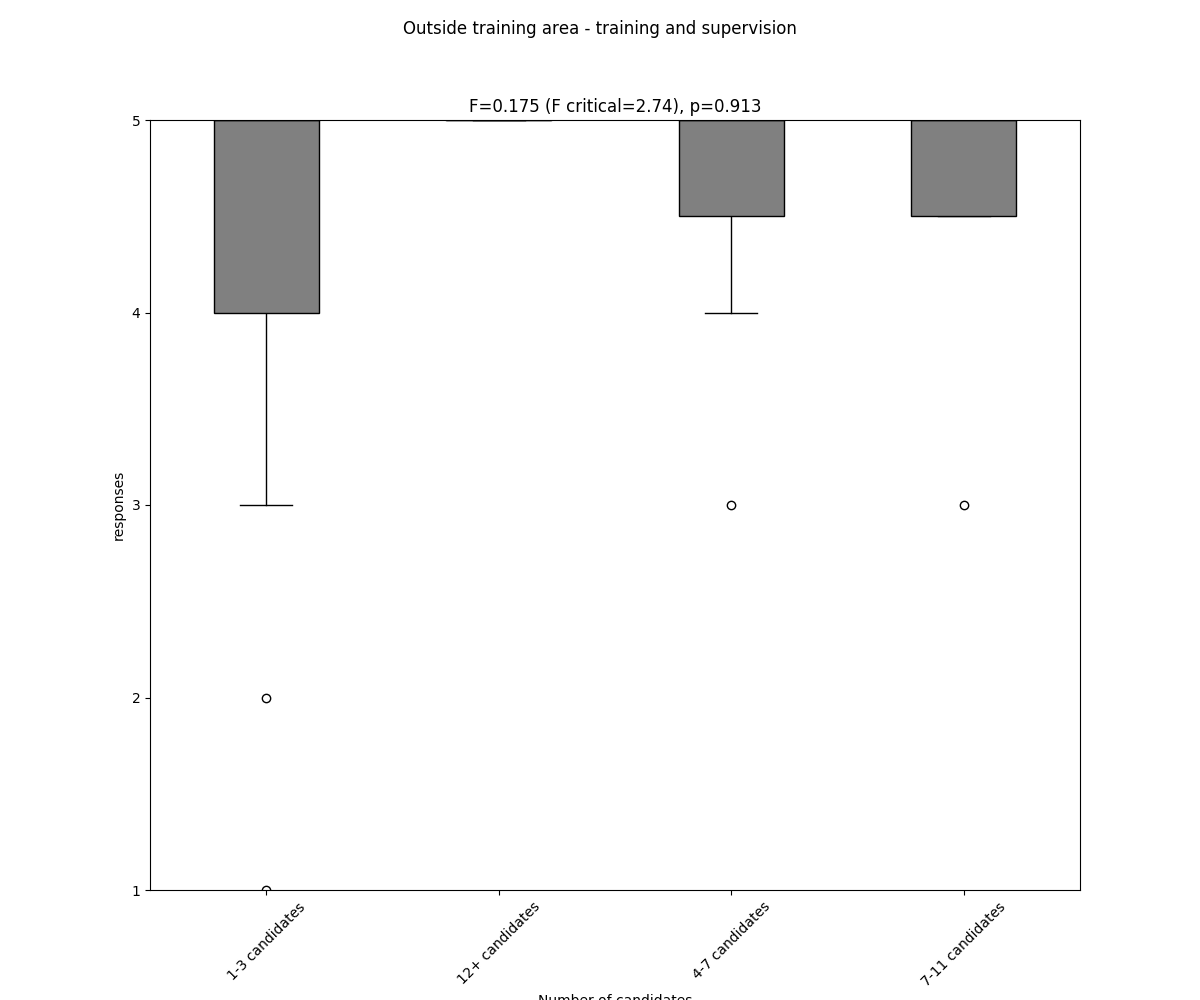 Outside training area - training and supervision
F=0.175 (F critical=2.74), p=0.913
5
4
3
2
1
responses
1-3 candidates
12+ candidates
4-7 candidates
7-11 candidates
Number of candidates